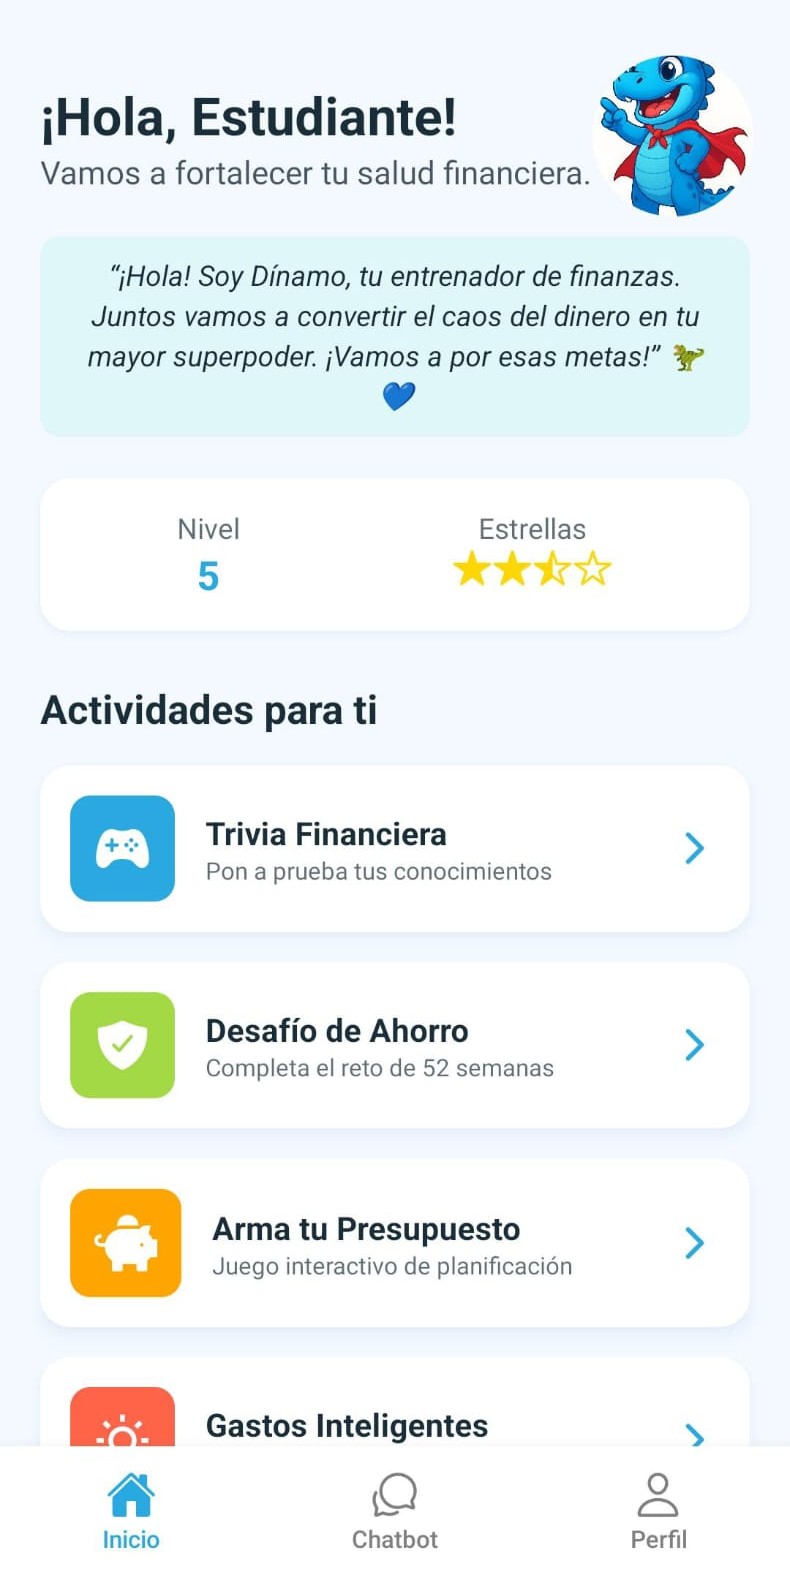 ¡Hola, Estudiante!
Vamos a fortalecer tu salud financiera.
“¡Hola! Soy Dínamo, tu entrenador de finanzas.
Juntos vamos a convertir el caos del dinero en tu
mayor superpoder. ¡Vamos a por esas metas!” 🦖
💙
Nivel
5
Estrellas
Actividades para ti
Trivia Financiera
Pon a prueba tus conocimientos
Desafío de Ahorro
Completa el reto de 52 semanas
Arma tu Presupuesto
Juego interactivo de planificación
Gastos Inteligentes
Inicio
Chatbot
Perfil